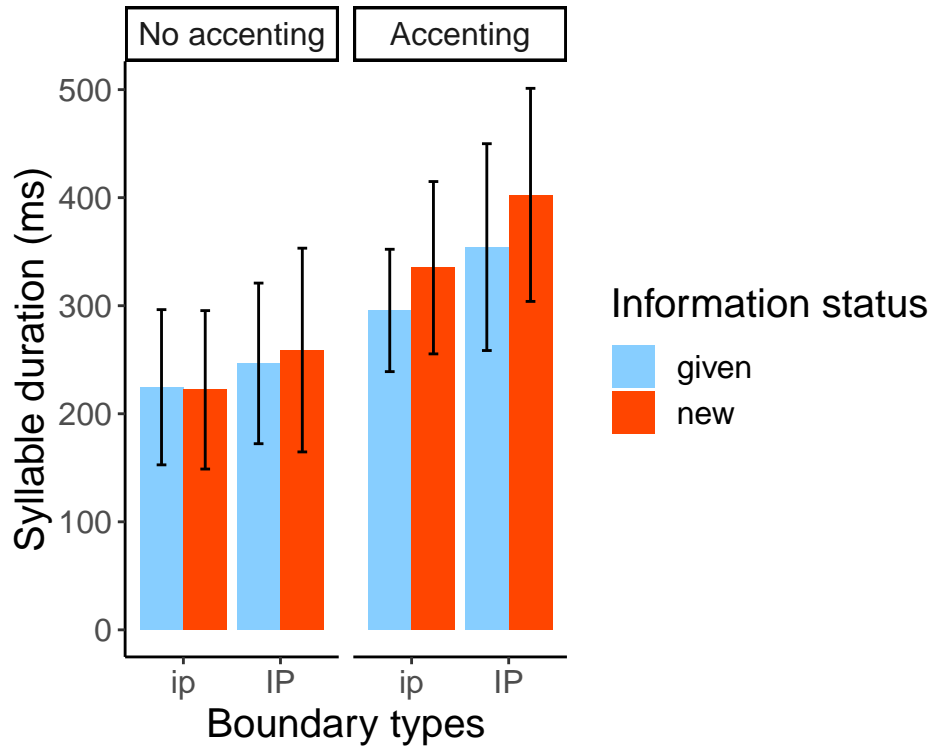 No accenting
Accenting
500
400
300
200
100
0
Syllable duration (ms)
ip
IP
ip
IP
Boundary types
Information status
given
new